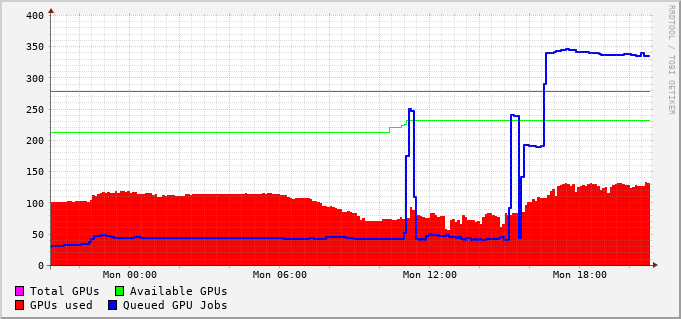 400
350
300
250
200
150
100
50
0
Mon 00:00 Mon 06:00 Mon 12:00 Mon 18:00
Total GPUs Available GPUs
GPUs used Queued GPU Jobs
RRDTOOL / TOBI OETIKER